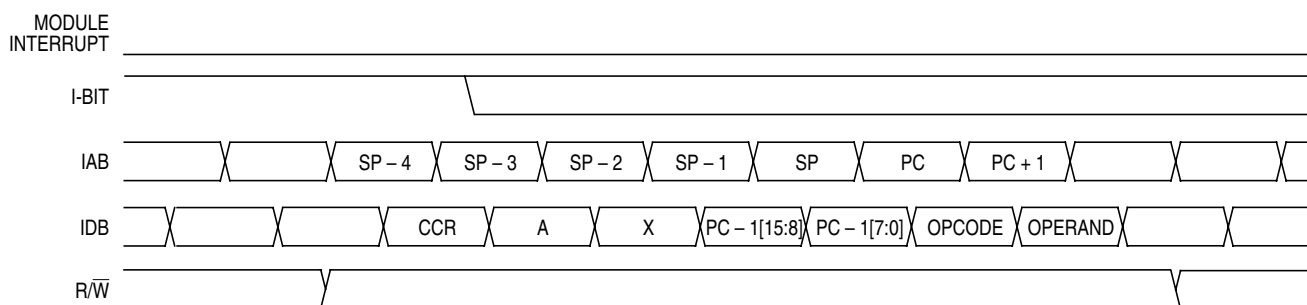 MODULE
INTERRUPT
I-BIT
IAB SP – 4 SP – 3 SP – 2 SP – 1 SP PC PC + 1
IDB CCR A X PC – 1[15:8] PC – 1[7:0] OPCODE OPERAND
R/W̅